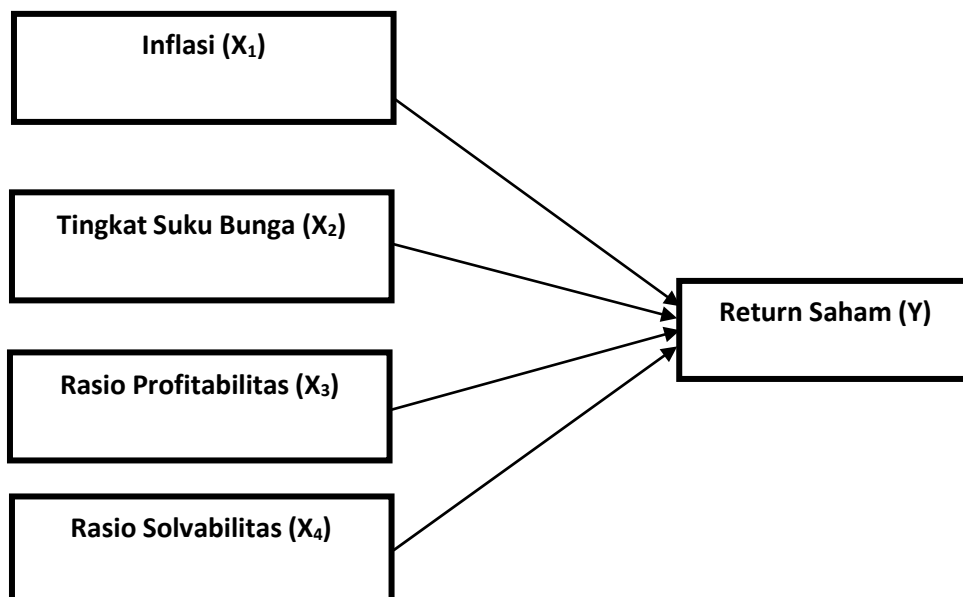 Inflasi (X₁)
Tingkat Suku Bunga (X₂)
Return Saham (Y)
Rasio Profitabilitas (X₃)
Rasio Solvabilitas (X₄)